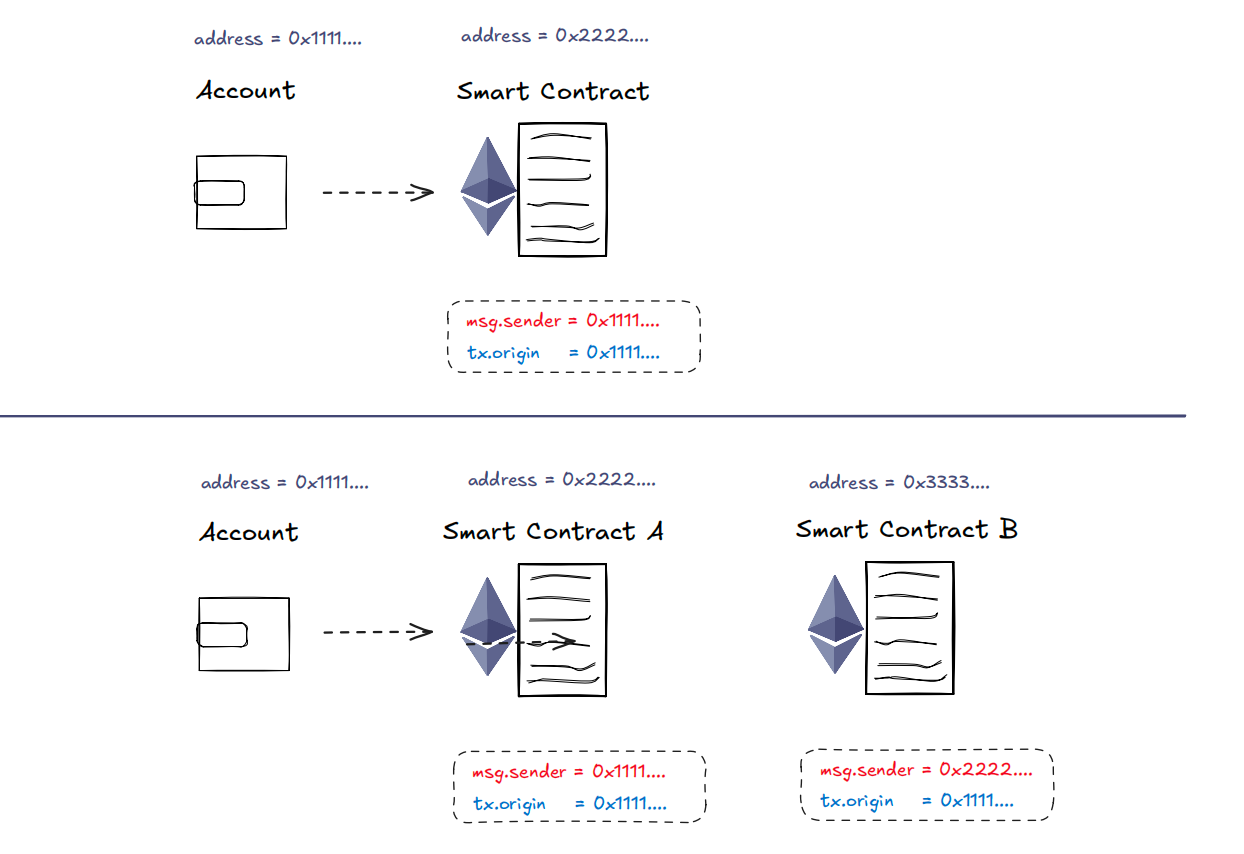 address = 0x1111....
address = 0x2222....
Account
Smart Contract
msg.sender = 0x1111....
tx.origin = 0x1111....
address = 0x1111....
address = 0x2222....
address = 0x3333....
Account
Smart Contract A
Smart Contract B
msg.sender = 0x1111....
tx.origin = 0x1111....
msg.sender = 0x2222....
tx.origin = 0x1111....